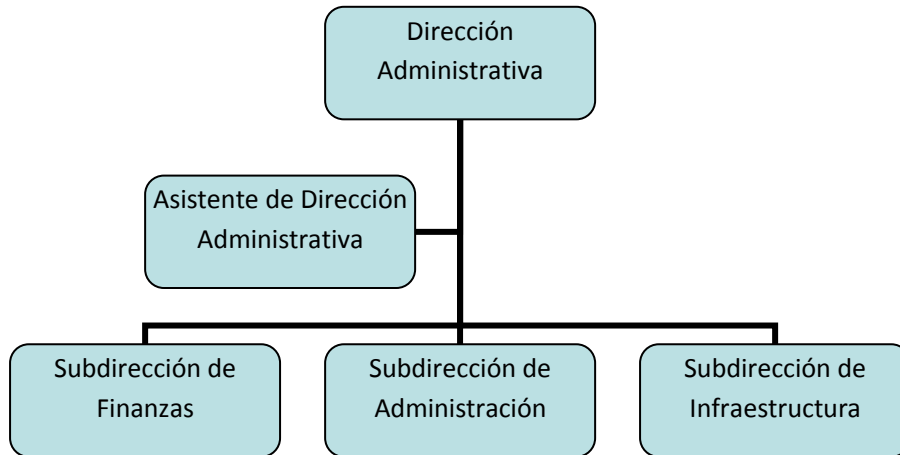 Dirección
Administrativa
Asistente de Dirección
Administrativa
Subdirección de
Finanzas
Subdirección de
Administración
Subdirección de
Infraestructura